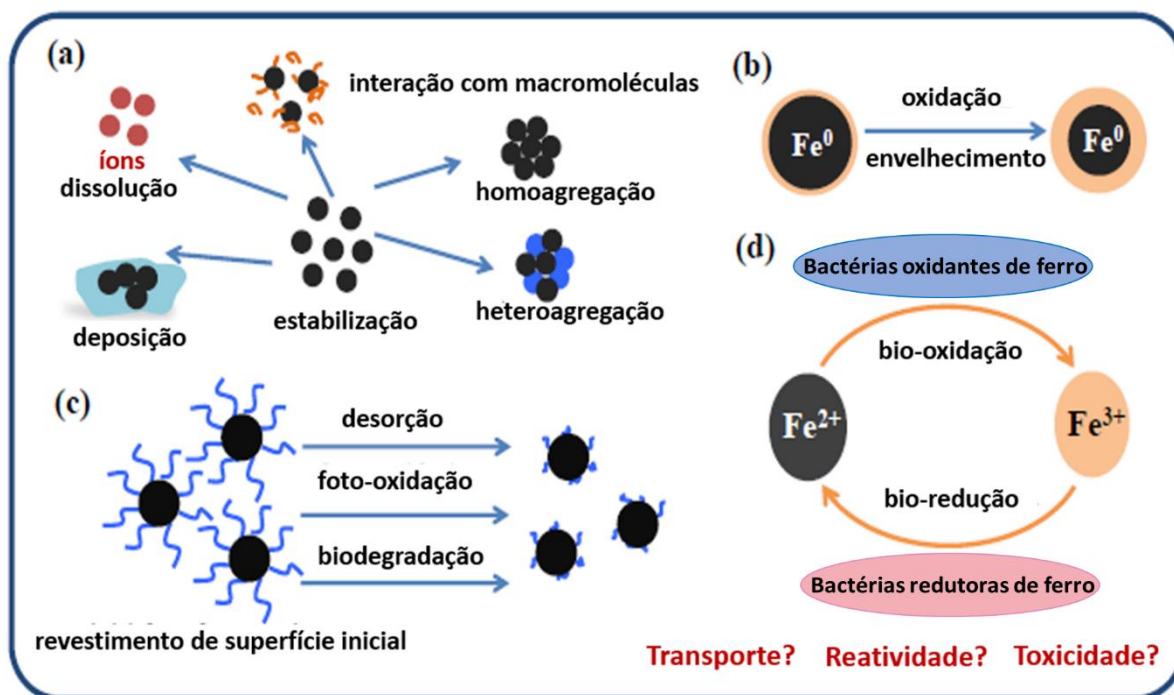 (a)
interação com macromoléculas
íons
dissolução
homoagregação
deposição
estabilização
heteroagregação
(b)
Fe⁰
oxidação
envelhecimento
Fe⁰
(c)
desorção
foto-oxidação
biodegradação
revestimento de superfície inicial
(d)
Bactérias oxidantes de ferro
bio-oxidação
Fe²⁺
Fe³⁺
bio-redução
Bactérias redutoras de ferro
Transporte? Reatividade? Toxicidade?